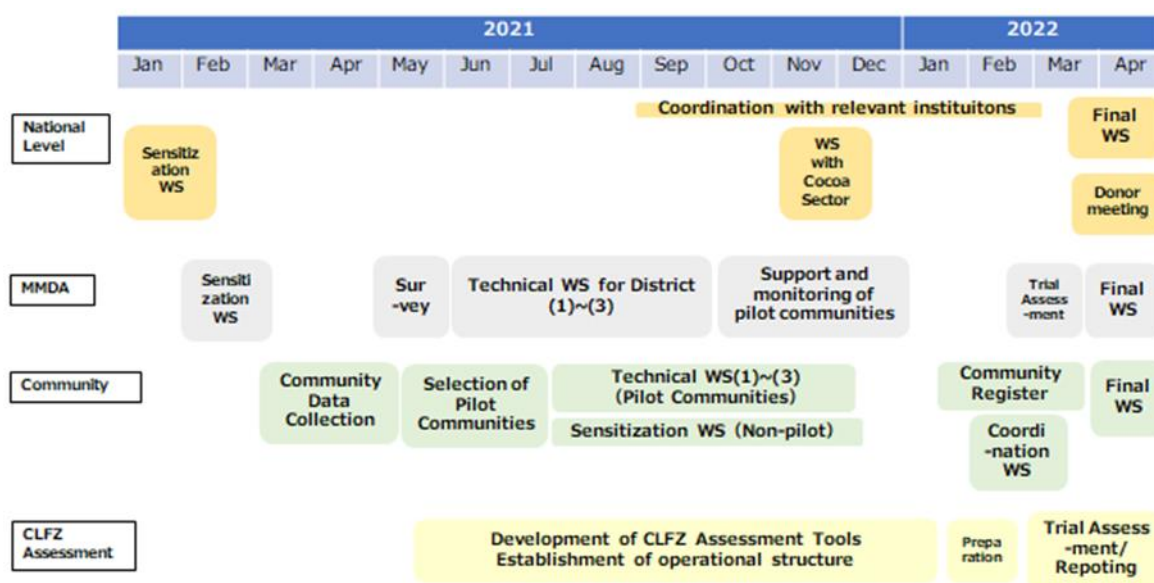 2021
2022
Jan
Feb
Mar
Apr
May
Jun
Jul
Aug
Sep
Oct
Nov
Dec
Jan
Feb
Mar
Apr
National
Level
Sensitiz
ation
WS
Coordination with relevant instituitons
WS
with
Cocoa
Sector
Final
WS
Donor
meeting
MMDA
Sensiti
zation
WS
Sur
-vey
Technical WS for District
(1)~(3)
Support and
monitoring of
pilot communities
Trial
Assess
-ment
Final
WS
Community
Community
Data
Collection
Selection of
Pilot
Communities
Technical WS(1)~(3)
(Pilot Communities)
Sensitization WS (Non-pilot)
Community
Register
Coordi
-nation
WS
Final
WS
CLFZ
Assessment
Development of CLFZ Assessment Tools
Establishment of operational structure
Prepa
ration
Trial Assess
-ment/
Repoting